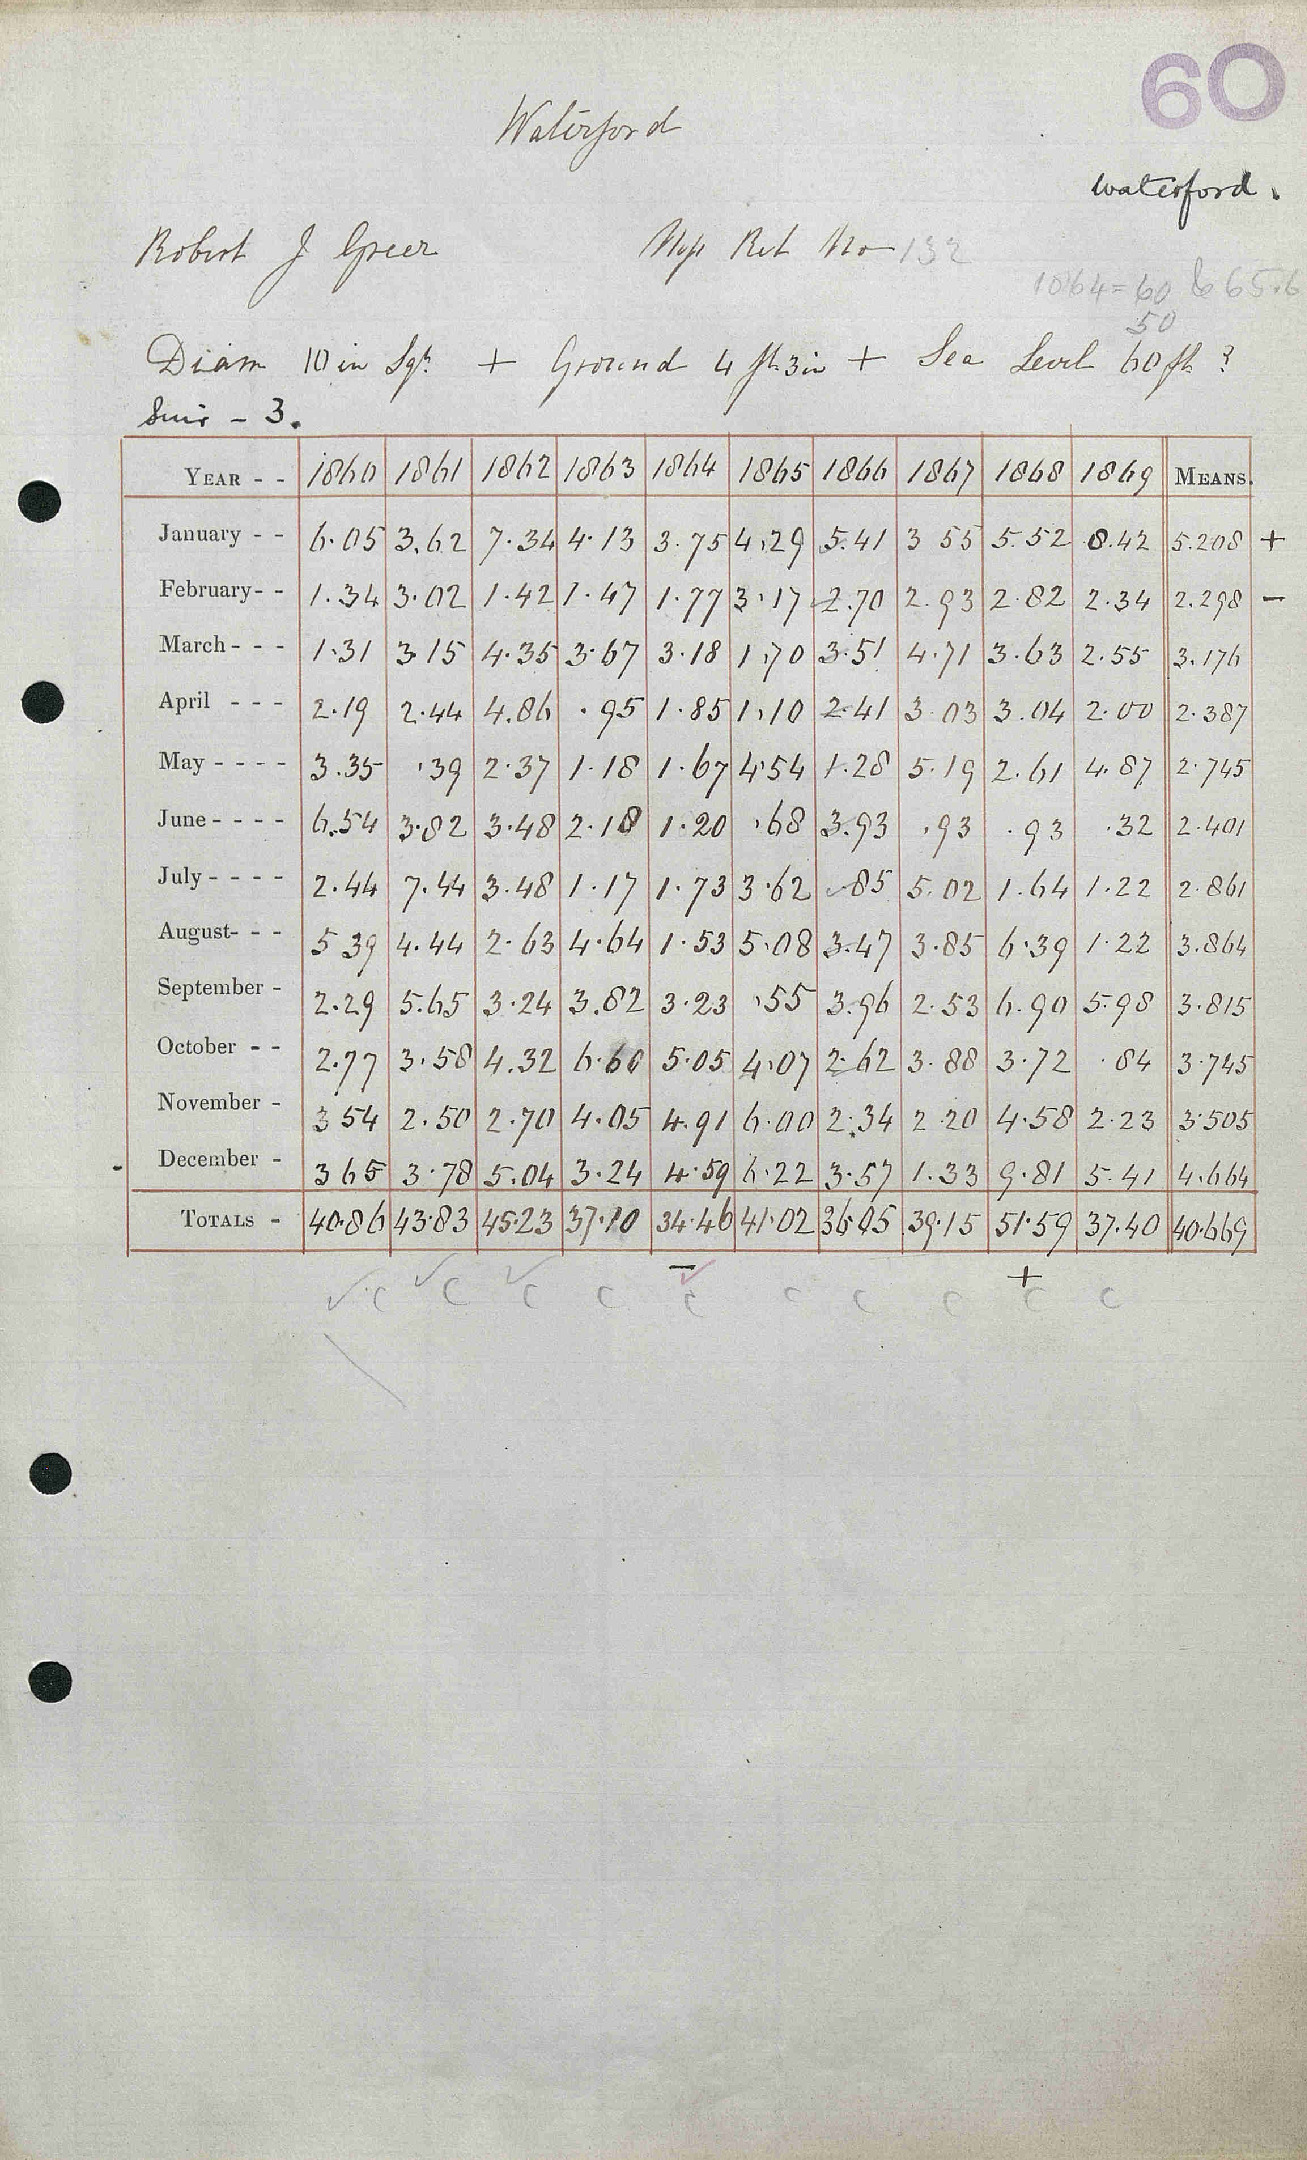 60
Waterford
Waterford.
Robert J Greer Map Ret No 132
1864=60 & 65.6
50
Diam 10 in Sqr + Ground 4 ft 3 in + Sea Level 60 ft ?
Suir - 3.
YEAR - - 1860 1861 1862 1863 1864 1865 1866 1867 1868 1869 MEANS.
January - - 6.05 3.62 7.34 4.13 3.75 4.29 5.41 3 55 5.52 8.42 5.208 +
February - - 1.34 3.02 1.42 1.47 1.77 3.17 2.70 2.93 2.82 2.34 2.298 -
March - - - 1.31 3 15 4.35 3.67 3.18 1.70 3.51 4.71 3.63 2.55 3.176
April - - - 2.19 2.44 4.86 .95 1.85 1.10 2.41 3 03 3.04 2.00 2.387
May - - - - 3.35 .39 2.37 1.18 1.67 4.54 1.28 5.19 2.61 4.87 2.745
June - - - - 6.54 3.82 3.48 2.18 1.20 .68 3.93 .93 .93 .32 2.401
July - - - - 2.44 7.44 3.48 1.17 1.73 3.62 .85 5.02 1.64 1.22 2.861
August - - - 5 39 4.44 2.63 4.64 1.53 5.08 3.47 3.85 6.39 1.22 3.864
September - 2.29 5.65 3.24 3.82 3.23 .55 3.96 2.53 6.90 5.98 3.815
October - - 2.77 3.58 4.32 6.60 5.05 4.07 2.62 3.88 3.72 .84 3.745
November - 3 54 2.50 2.70 4.05 4.91 6.00 2.34 2.20 4.58 2.23 3.505
December - 3 65 3.78 5.04 3.24 4.59 6.22 3.57 1.33 9.81 5.41 4.664
TOTALS - 40.86 43.83 45.23 37.10 34.46 41.02 36.05 39.15 51.59 37.40 40.669
- +
c c c c c c c c c c